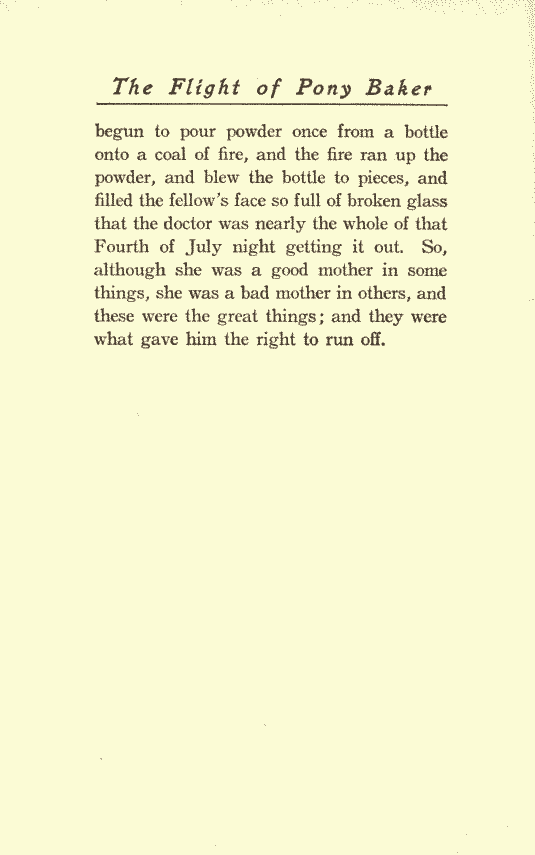 The Flight of Pony Baker
begun to pour powder once from a bottle
onto a coal of fire, and the fire ran up the
powder, and blew the bottle to pieces, and
filled the fellow's face so full of broken glass
that the doctor was nearly the whole of that
Fourth of July night getting it out. So,
although she was a good mother in some
things, she was a bad mother in others, and
these were the great things; and they were
what gave him the right to run off.